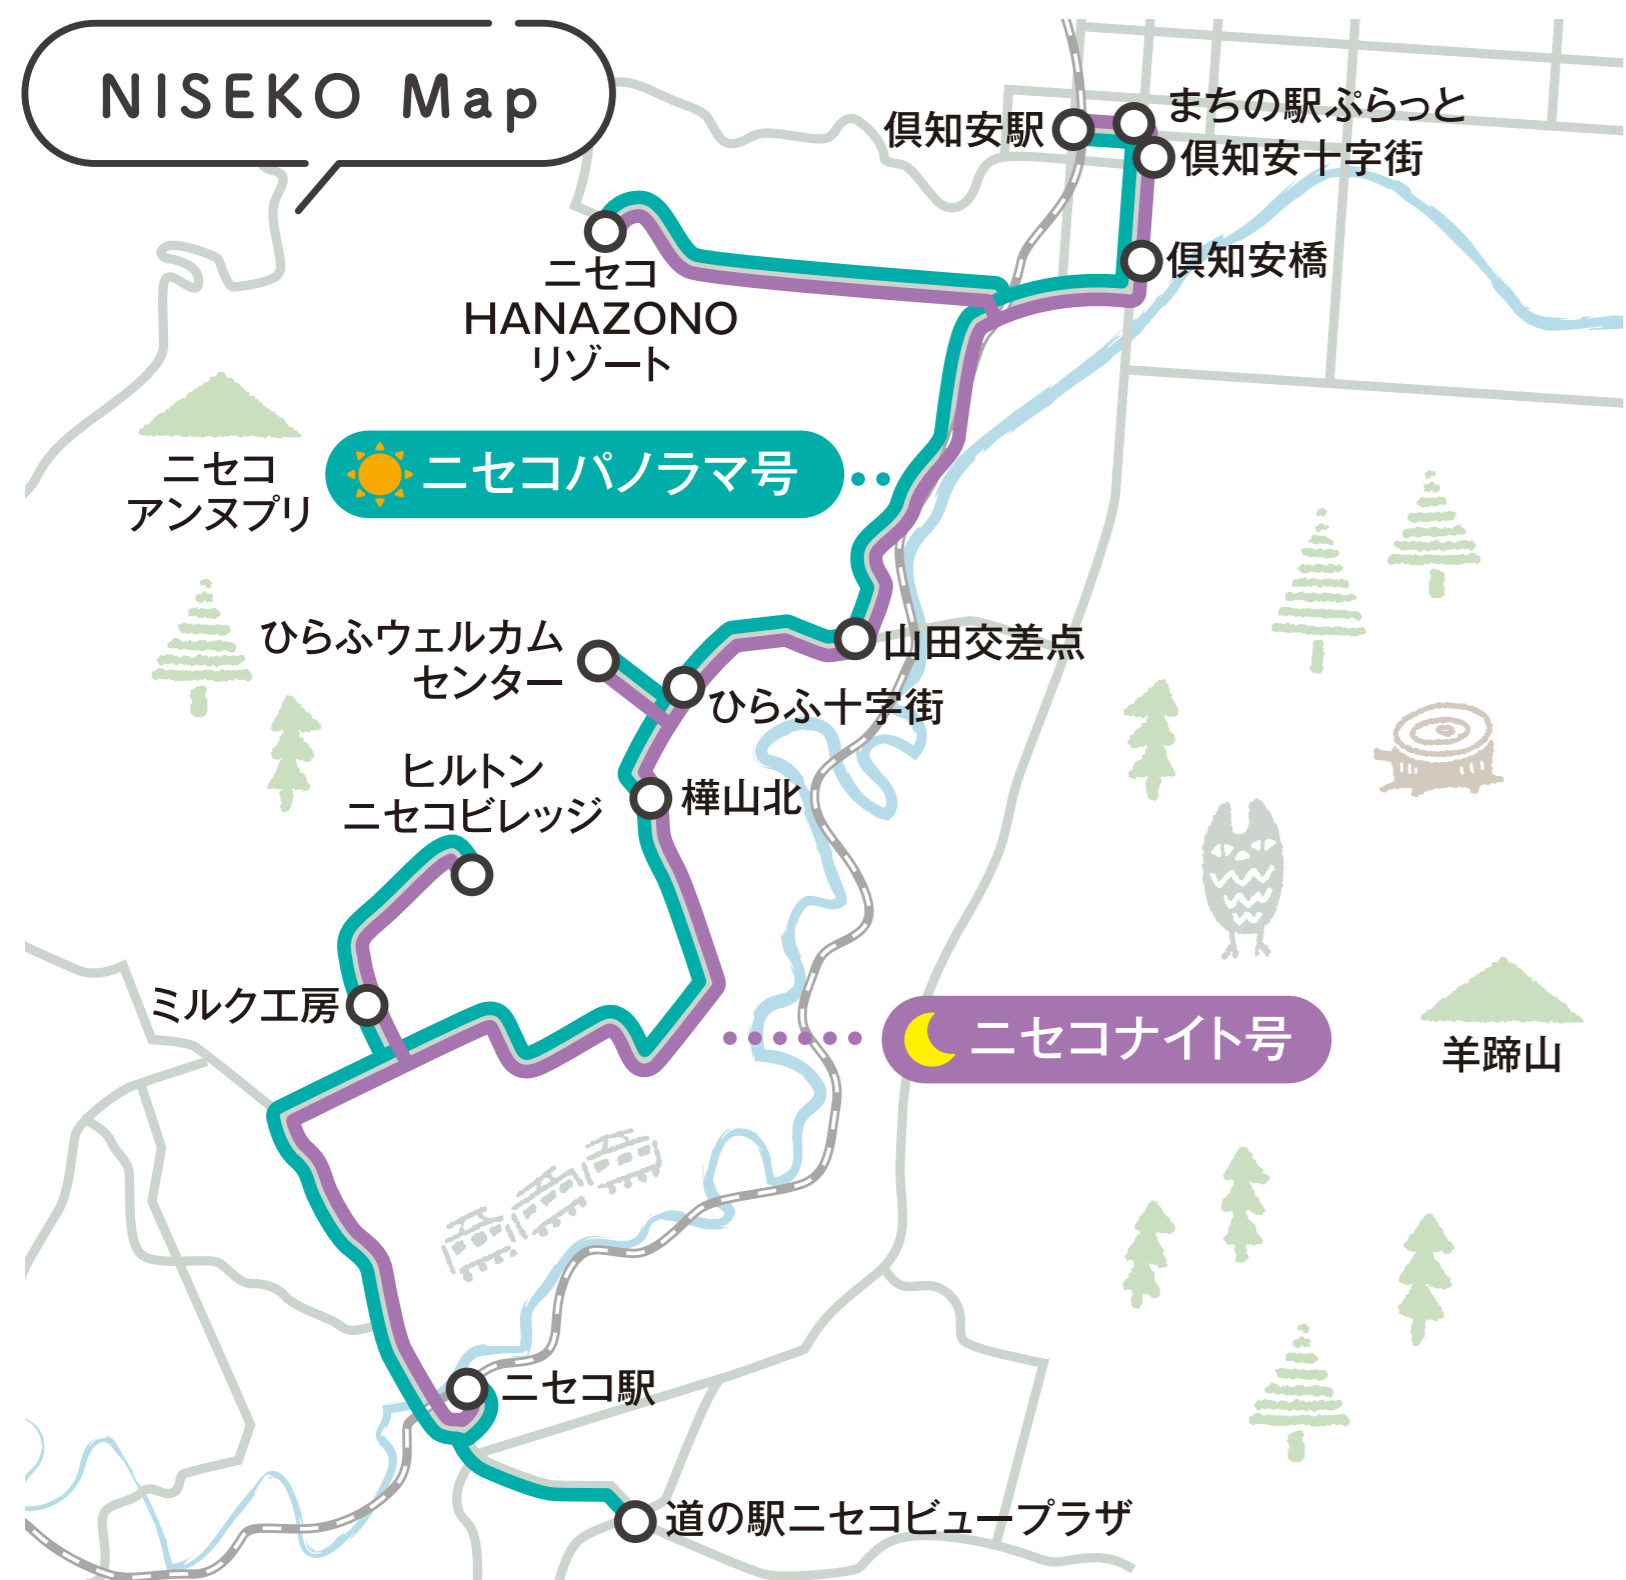 NISEKO Map
倶知安駅
まちの駅ぷらっと
倶知安十字街
倶知安橋
ニセコ
HANAZONO
リゾート
ニセコ
アンヌプリ
ニセコパノラマ号
ひらふウェルカム
センター
山田交差点
ひらふ十字街
ヒルトン
ニセコビレッジ
樺山北
ミルク工房
ニセコナイト号
羊蹄山
ニセコ駅
道の駅ニセコビュープラザ